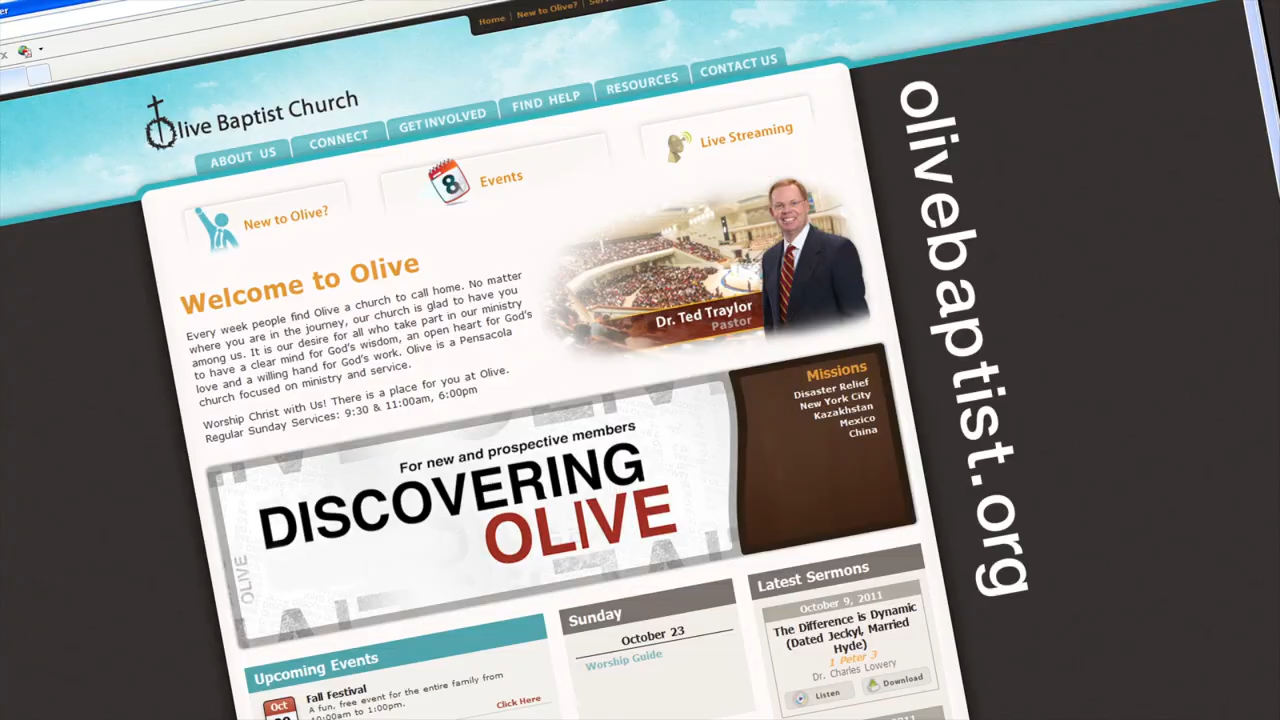 Home | New to Olive? |
Olive Baptist Church
ABOUT US
CONNECT
GET INVOLVED
FIND HELP
RESOURCES
CONTACT US
New to Olive?
8
Events
Live Streaming
Welcome to Olive
Every week people find Olive a church to call home. No matter
where you are in the journey, our church is glad to have you
among us. It is our desire for all who take part in our ministry
to have a clear mind for God's wisdom, an open heart for God's
love and a willing hand for God's work. Olive is a Pensacola
church focused on ministry and service.
Worship Christ with Us! There is a place for you at Olive.
Regular Sunday Services: 9:30 & 11:00am, 6:00pm
Dr. Ted Traylor
Pastor
For new and prospective members
DISCOVERING
OLIVE
OLIVE
Missions
Disaster Relief
New York City
Kazakhstan
Mexico
China
Upcoming Events
Oct
Fall Festival
A fun, free event for the entire family from
10:00am to 1:00pm.
Click Here
Sunday
October 23
Worship Guide
Latest Sermons
October 9, 2011
The Difference is Dynamic
(Dated Jeckyl, Married
Hyde)
1 Peter 3
Dr. Charles Lowery
Listen
Download
olivebaptist.org